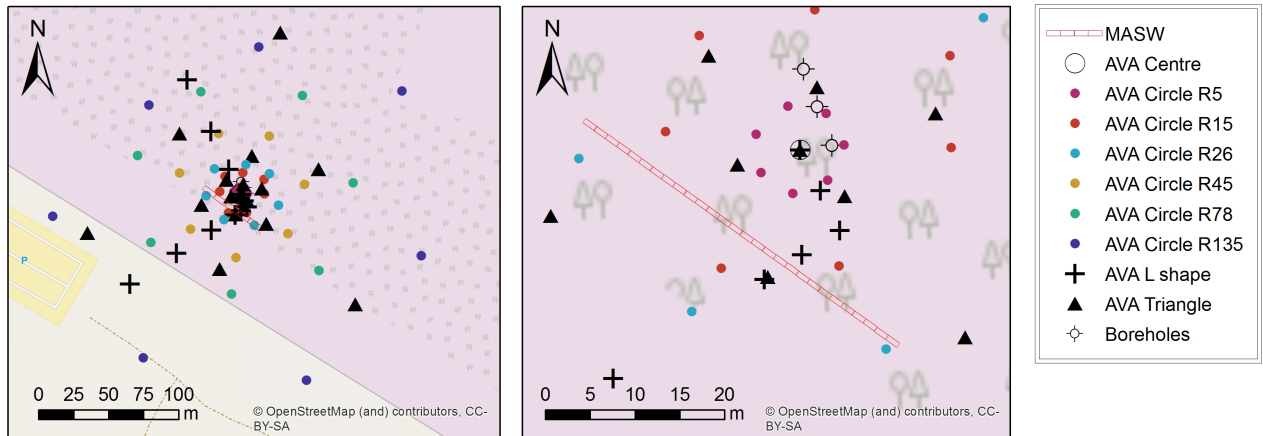 N
P
0 25 50 75 100
m
© OpenStreetMap (and) contributors, CC-
BY-SA
N
0 5 10 15 20
m
© OpenStreetMap (and) contributors, CC-
BY-SA
MASW
AVA Centre
AVA Circle R5
AVA Circle R15
AVA Circle R26
AVA Circle R45
AVA Circle R78
AVA Circle R135
AVA L shape
AVA Triangle
Boreholes